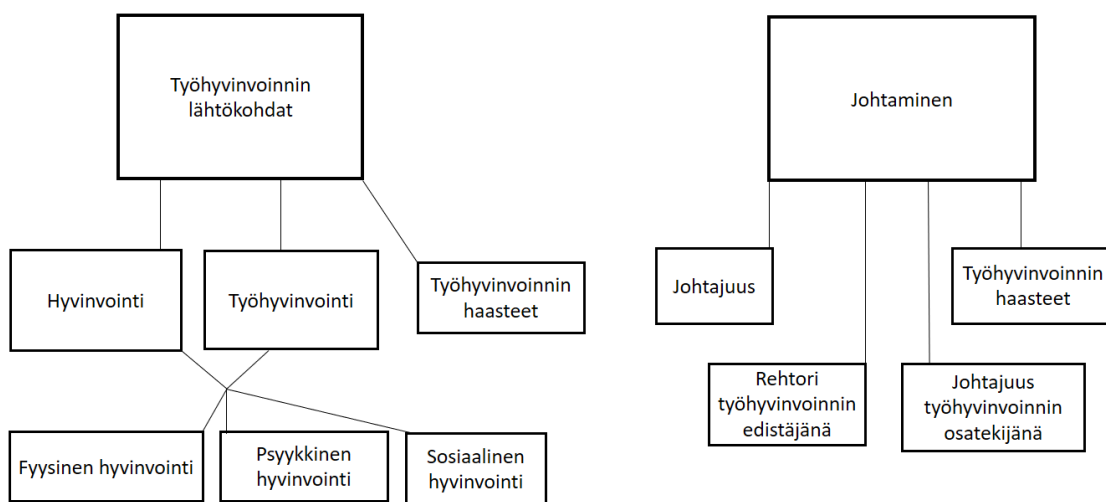 Työhyvinvoinnin
lähtökohdat
Johtaminen
Hyvinvointi
Työhyvinvointi
Työhyvinvoinnin
haasteet
Johtajuus
Työhyvinvoinnin
haasteet
Rehtori
työhyvinvoinnin
edistäjänä
Johtajuus
työhyvinvoinnin
osatekijänä
Fyysinen hyvinvointi
Psyykkinen
hyvinvointi
Sosiaalinen
hyvinvointi